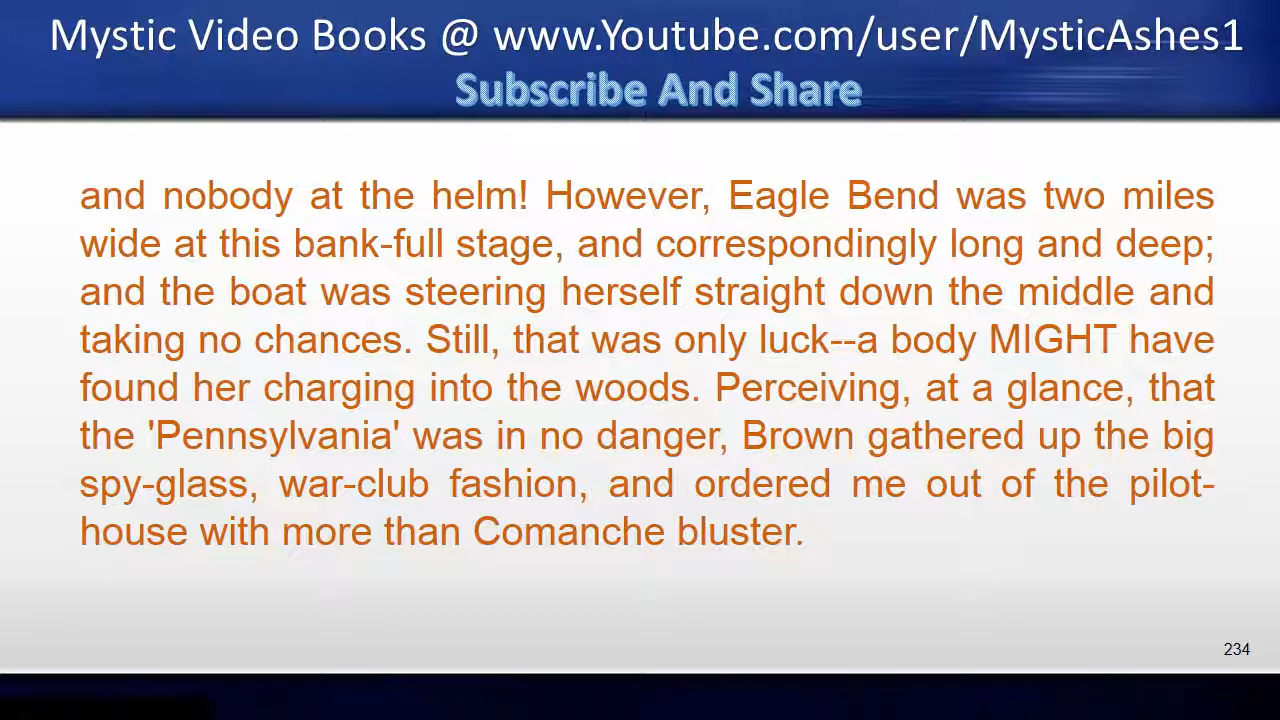 Mystic Video Books @ www.Youtube.com/user/MysticAshes1
Subscribe And Share
and nobody at the helm! However, Eagle Bend was two miles
wide at this bank-full stage, and correspondingly long and deep;
and the boat was steering herself straight down the middle and
taking no chances. Still, that was only luck--a body MIGHT have
found her charging into the woods. Perceiving, at a glance, that
the 'Pennsylvania' was in no danger, Brown gathered up the big
spy-glass, war-club fashion, and ordered me out of the pilot-
house with more than Comanche bluster.
234